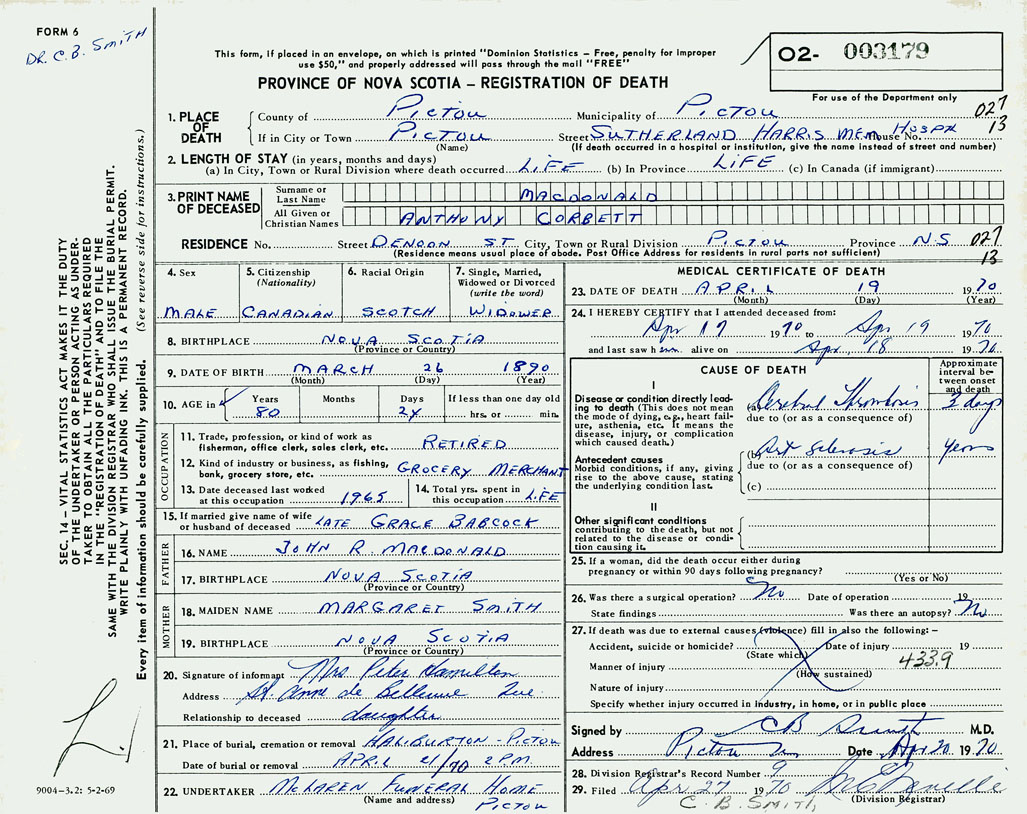 FORM 6
DR. C. B. SMITH
This form, if placed in an envelope, on which is printed "Dominion Statistics – Free, penalty for improper
use $50," and properly addressed will pass through the mail "FREE"
PROVINCE OF NOVA SCOTIA – REGISTRATION OF DEATH
O2- 003179
For use of the Department only
1. PLACE OF DEATH
County of PICTOU Municipality of PICTOU 027
If in City or Town PICTOU Street SUTHERLAND HARRIS MEM. HOSP. House No. 13
(Name) (If death occurred in a hospital or institution, give the name instead of street and number)
2. LENGTH OF STAY (in years, months and days)
(a) In City, Town or Rural Division where death occurred LIFE (b) In Province LIFE (c) In Canada (if immigrant)
3. PRINT NAME OF DECEASED
Surname or Last Name MACDONALD
All Given or Christian Names ANTHONY CORBETT
RESIDENCE No. Street DENOON ST. City, Town or Rural Division PICTOU Province N.S 027
(Residence means usual place of abode. Post Office Address for residents in rural parts not sufficient) 13
4. Sex
MALE
5. Citizenship
(Nationality)
CANADIAN
6. Racial Origin
SCOTCH
7. Single, Married,
Widowed or Divorced
(write the word)
WIDOWER
8. BIRTHPLACE NOVA SCOTIA
(Province or Country)
9. DATE OF BIRTH MARCH 26 1890
(Month) (Day) (Year)
10. AGE in Years Months Days If less than one day old
80 24 hrs. or min.
OCCUPATION
11. Trade, profession, or kind of work as
fisherman, office clerk, sales clerk, etc. RETIRED
12. Kind of industry or business, as fishing,
bank, grocery store, etc. GROCERY MERCHANT
13. Date deceased last worked
at this occupation 1965
14. Total yrs. spent in
this occupation LIFE
15. If married give name of wife
or husband of deceased LATE GRACE BABCOCK
FATHER
16. NAME JOHN R. MACDONALD
17. BIRTHPLACE NOVA SCOTIA
(Province or Country)
MOTHER
18. MAIDEN NAME MARGARET SMITH
19. BIRTHPLACE NOVA SCOTIA
(Province or Country)
20. Signature of informant Mrs. Peter Hamilton
Address St. Anne de Bellevue Que
Relationship to deceased daughter
21. Place of burial, cremation or removal HALIBURTON - PICTOU
Date of burial or removal APRIL 21/70 2 P.M.
22. UNDERTAKER MCLAREN FUNERAL HOME
(Name and address) PICTOU
MEDICAL CERTIFICATE OF DEATH
23. DATE OF DEATH APRIL 19 1970
(Month) (Day) (Year)
24. I HEREBY CERTIFY that I attended deceased from:
Apr 17 1970 to Apr 19 1970
and last saw him alive on Apr. 18 1970
CAUSE OF DEATH
Approximate
interval be-
tween onset
and death
I
Disease or condition directly lead-
ing to death (This does not mean
the mode of dying, e.g., heart fail-
ure, asthenia, etc. It means the
disease, injury, or complication
which caused death.)
(a) Cerebral Thrombosis 3 days
due to (or as a consequence of)
Antecedent causes
Morbid conditions, if any, giving
rise to the above cause, stating
the underlying condition last.
(b) Art Sclerosis years
due to (or as a consequence of)
(c)
II
Other significant conditions
contributing to the death, but not
related to the disease or condi-
tion causing it.
25. If a woman, did the death occur either during
pregnancy or within 90 days following pregnancy?
(Yes or No)
26. Was there a surgical operation? No Date of operation 19
State findings Was there an autopsy? No
27. If death was due to external causes (violence) fill in also the following:–
Accident, suicide or homicide? Date of injury 19
(State which) 433.9
Manner of injury
(How sustained)
Nature of injury
Specify whether injury occurred in industry, in home, or in public place
Signed by C B Smith M.D.
Address Pictou Date Apr 20 1970
28. Division Registrar's Record Number 9
29. Filed Apr 27 1970
(Division Registrar)
C. B. SMITH
SEC. 14 – VITAL STATISTICS ACT MAKES IT THE DUTY
OF THE UNDERTAKER OR PERSON ACTING AS UNDER-
TAKER TO OBTAIN ALL THE PARTICULARS REQUIRED
IN THE "REGISTRATION OF DEATH" AND TO FILE THE
SAME WITH THE DIVISION REGISTRAR WHO SHALL ISSUE THE BURIAL PERMIT.
WRITE PLAINLY WITH UNFADING INK. THIS IS A PERMANENT RECORD.
Every item of information should be carefully supplied. (See reverse side for instructions.)
9004-3.2: 5-2-69